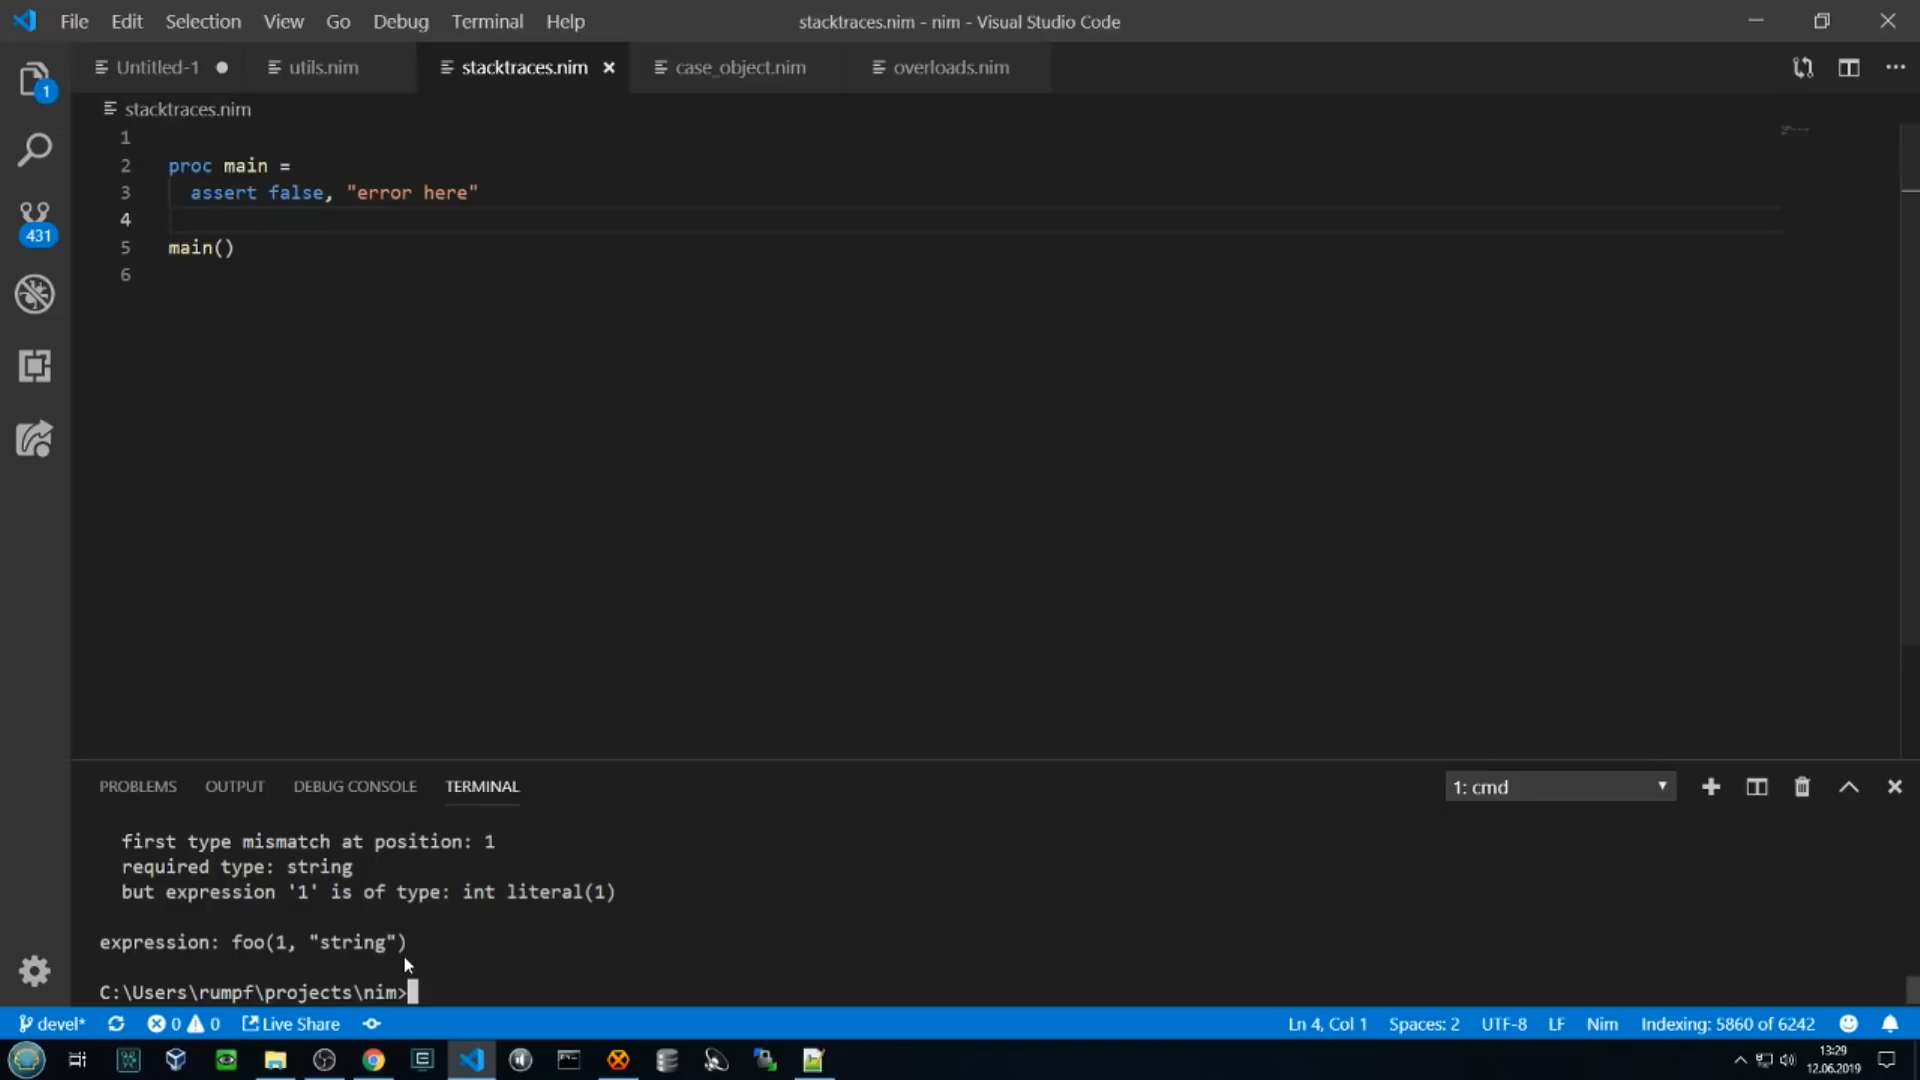 File Edit Selection View Go Debug Terminal Help
stacktraces.nim - nim - Visual Studio Code
Untitled-1
utils.nim
stacktraces.nim
case_object.nim
overloads.nim
1
stacktraces.nim
1
2 proc main =
3 assert false, "error here"
4
5 main()
6
431
PROBLEMS OUTPUT DEBUG CONSOLE TERMINAL
1: cmd
first type mismatch at position: 1
required type: string
but expression '1' is of type: int literal(1)
expression: foo(1, "string")
C:\Users\rumpf\projects\nim>
devel* 0 0 Live Share
Ln 4, Col 1 Spaces: 2 UTF-8 LF Nim Indexing: 5860 of 6242
13:29
12.06.2019